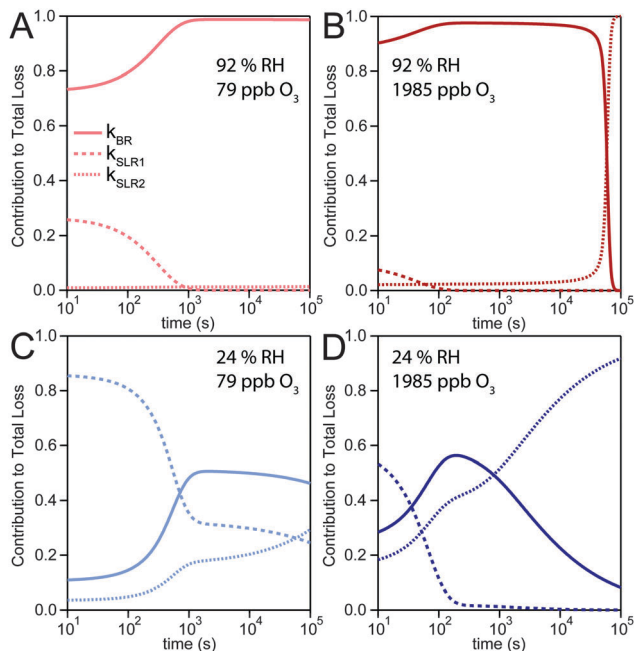 A
92 % RH
79 ppb O3
kBR
kSLR1
kSLR2
Contribution to Total Loss
1.0
0.8
0.6
0.4
0.2
0.0
10^1 10^2 10^3 10^4 10^5
time (s)
B
92 % RH
1985 ppb O3
Contribution to Total Loss
1.0
0.8
0.6
0.4
0.2
0.0
10^1 10^2 10^3 10^4 10^5
time (s)
C
24 % RH
79 ppb O3
Contribution to Total Loss
1.0
0.8
0.6
0.4
0.2
0.0
10^1 10^2 10^3 10^4 10^5
time (s)
D
24 % RH
1985 ppb O3
Contribution to Total Loss
1.0
0.8
0.6
0.4
0.2
0.0
10^1 10^2 10^3 10^4 10^5
time (s)